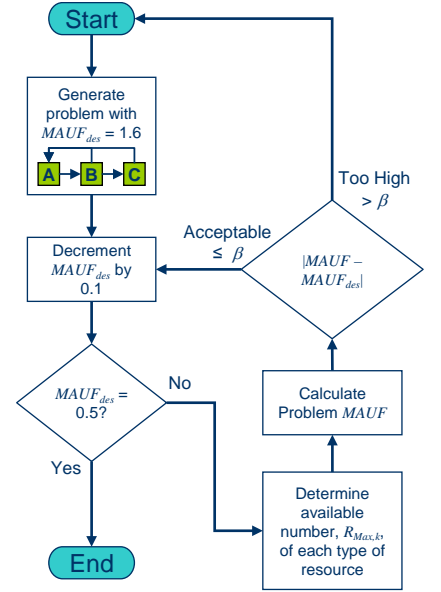 Start
Generate
problem with
MAUF_des = 1.6
A B C
Decrement
MAUF_des by
0.1
MAUF_des =
0.5?
No
Yes
End
Determine
available
number, R_Max,k,
of each type of
resource
Calculate
Problem MAUF
|MAUF –
MAUF_des|
Acceptable
≤ β
Too High
> β